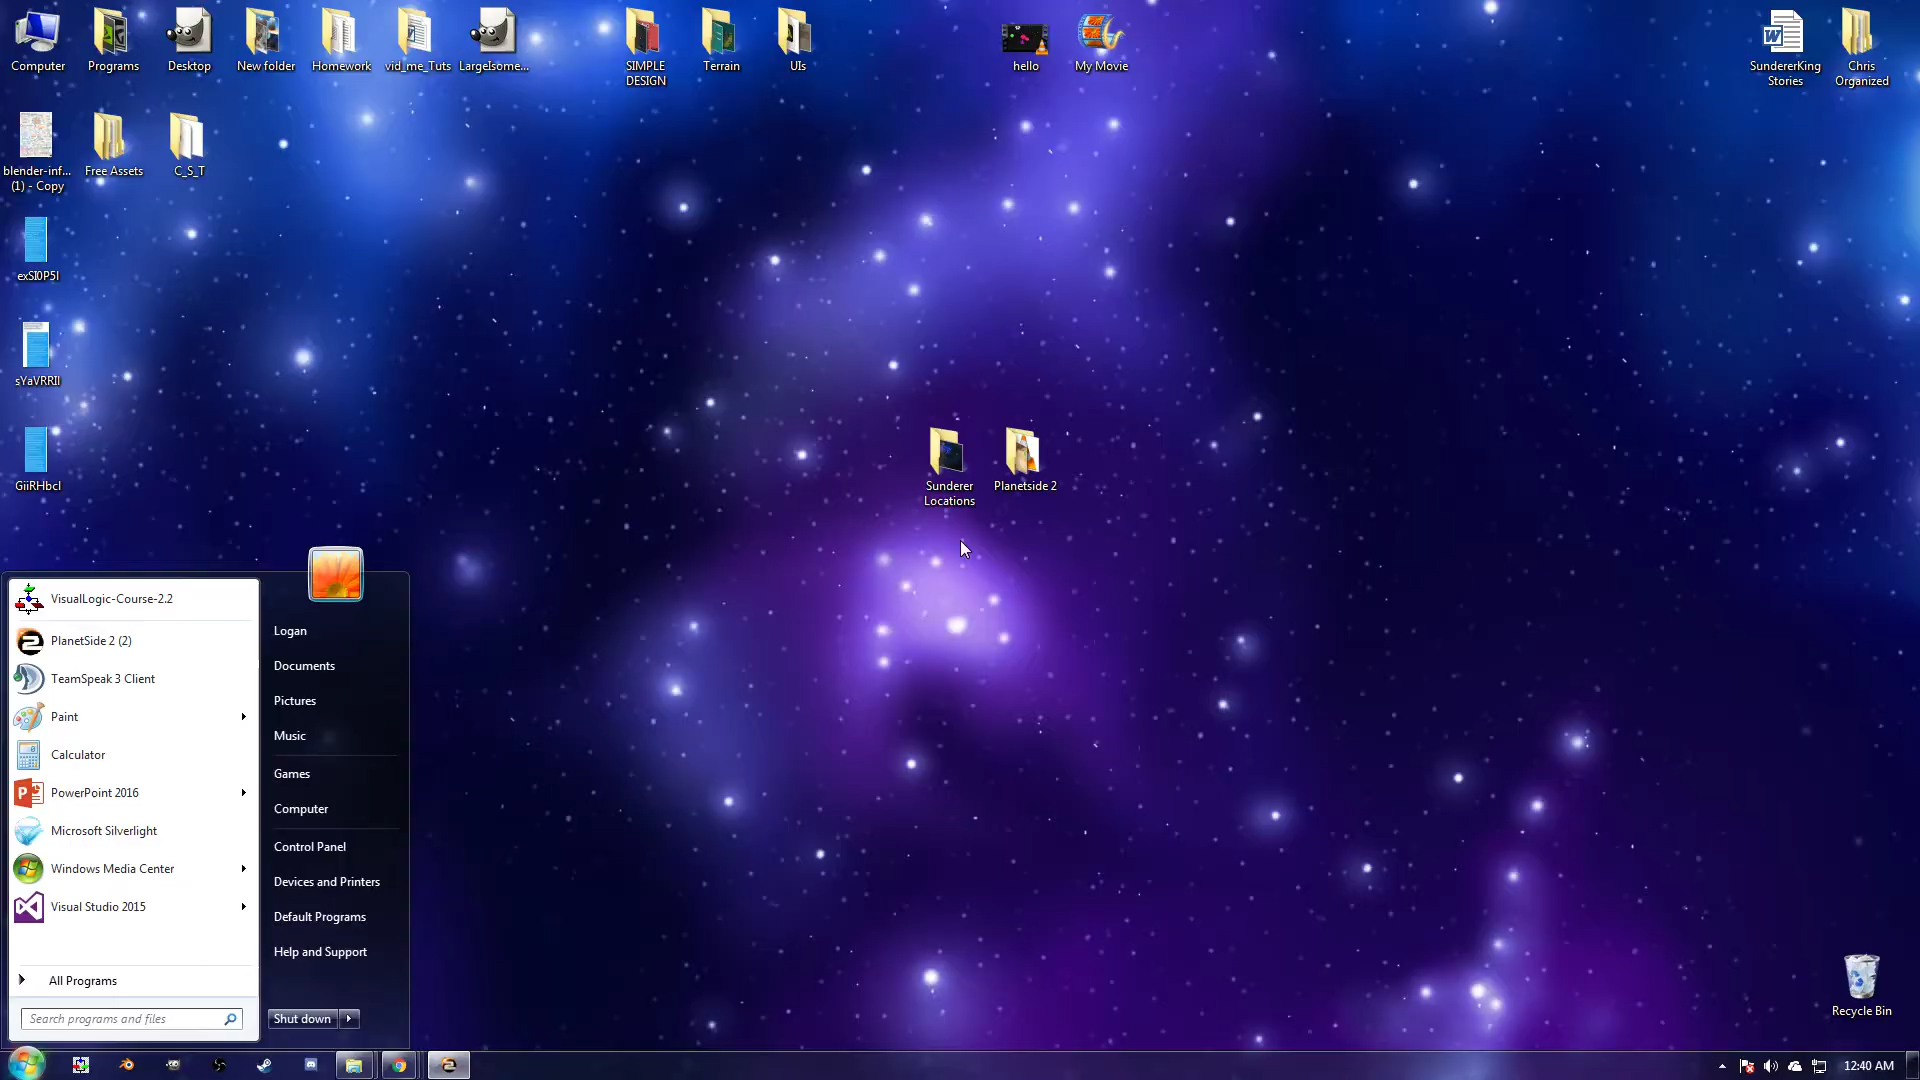 Computer
Programs
Desktop
New folder
Homework
vid_me_Tuts
LargeIsome...
SIMPLE
DESIGN
Terrain
UIs
hello
My Movie
SundererKing
Stories
Chris
Organized
blender-inf...
(1) - Copy
Free Assets
C_S_T
exSI0P5l
sYaVRRIl
GiiRHbcl
Sunderer
Locations
Planetside 2
VisualLogic-Course-2.2
PlanetSide 2 (2)
TeamSpeak 3 Client
Paint
Calculator
PowerPoint 2016
Microsoft Silverlight
Windows Media Center
Visual Studio 2015
All Programs
Search programs and files
Logan
Documents
Pictures
Music
Games
Computer
Control Panel
Devices and Printers
Default Programs
Help and Support
Shut down
Recycle Bin
12:40 AM